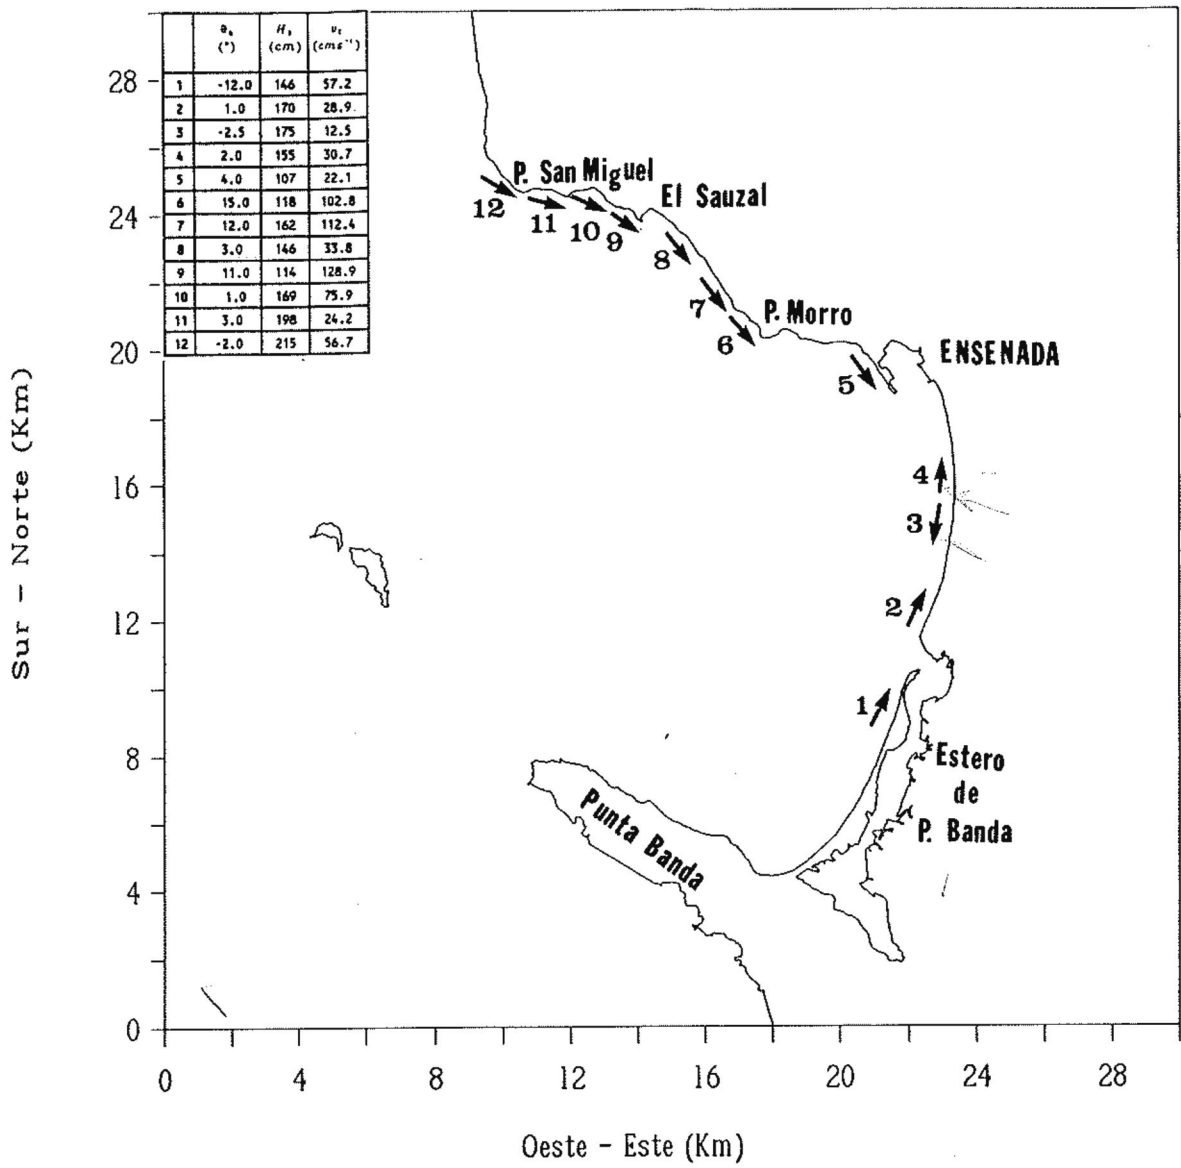 θb Hs vℓ
(°) (cm) (cms⁻¹)
1 -12.0 146 57.2
2 1.0 170 28.9
3 -2.5 175 12.5
4 2.0 155 30.7
5 4.0 107 22.1
6 15.0 118 102.8
7 12.0 162 112.4
8 3.0 146 33.8
9 11.0 114 128.9
10 1.0 169 75.9
11 3.0 198 24.2
12 -2.0 215 56.7
28
24
20
16
12
8
4
0
Sur - Norte (Km)
P. San Miguel
El Sauzal
12
11
10
9
8
7
6
P. Morro
ENSENADA
5
4
3
2
1
Estero
de
P. Banda
Punta Banda
0 4 8 12 16 20 24 28
Oeste - Este (Km)